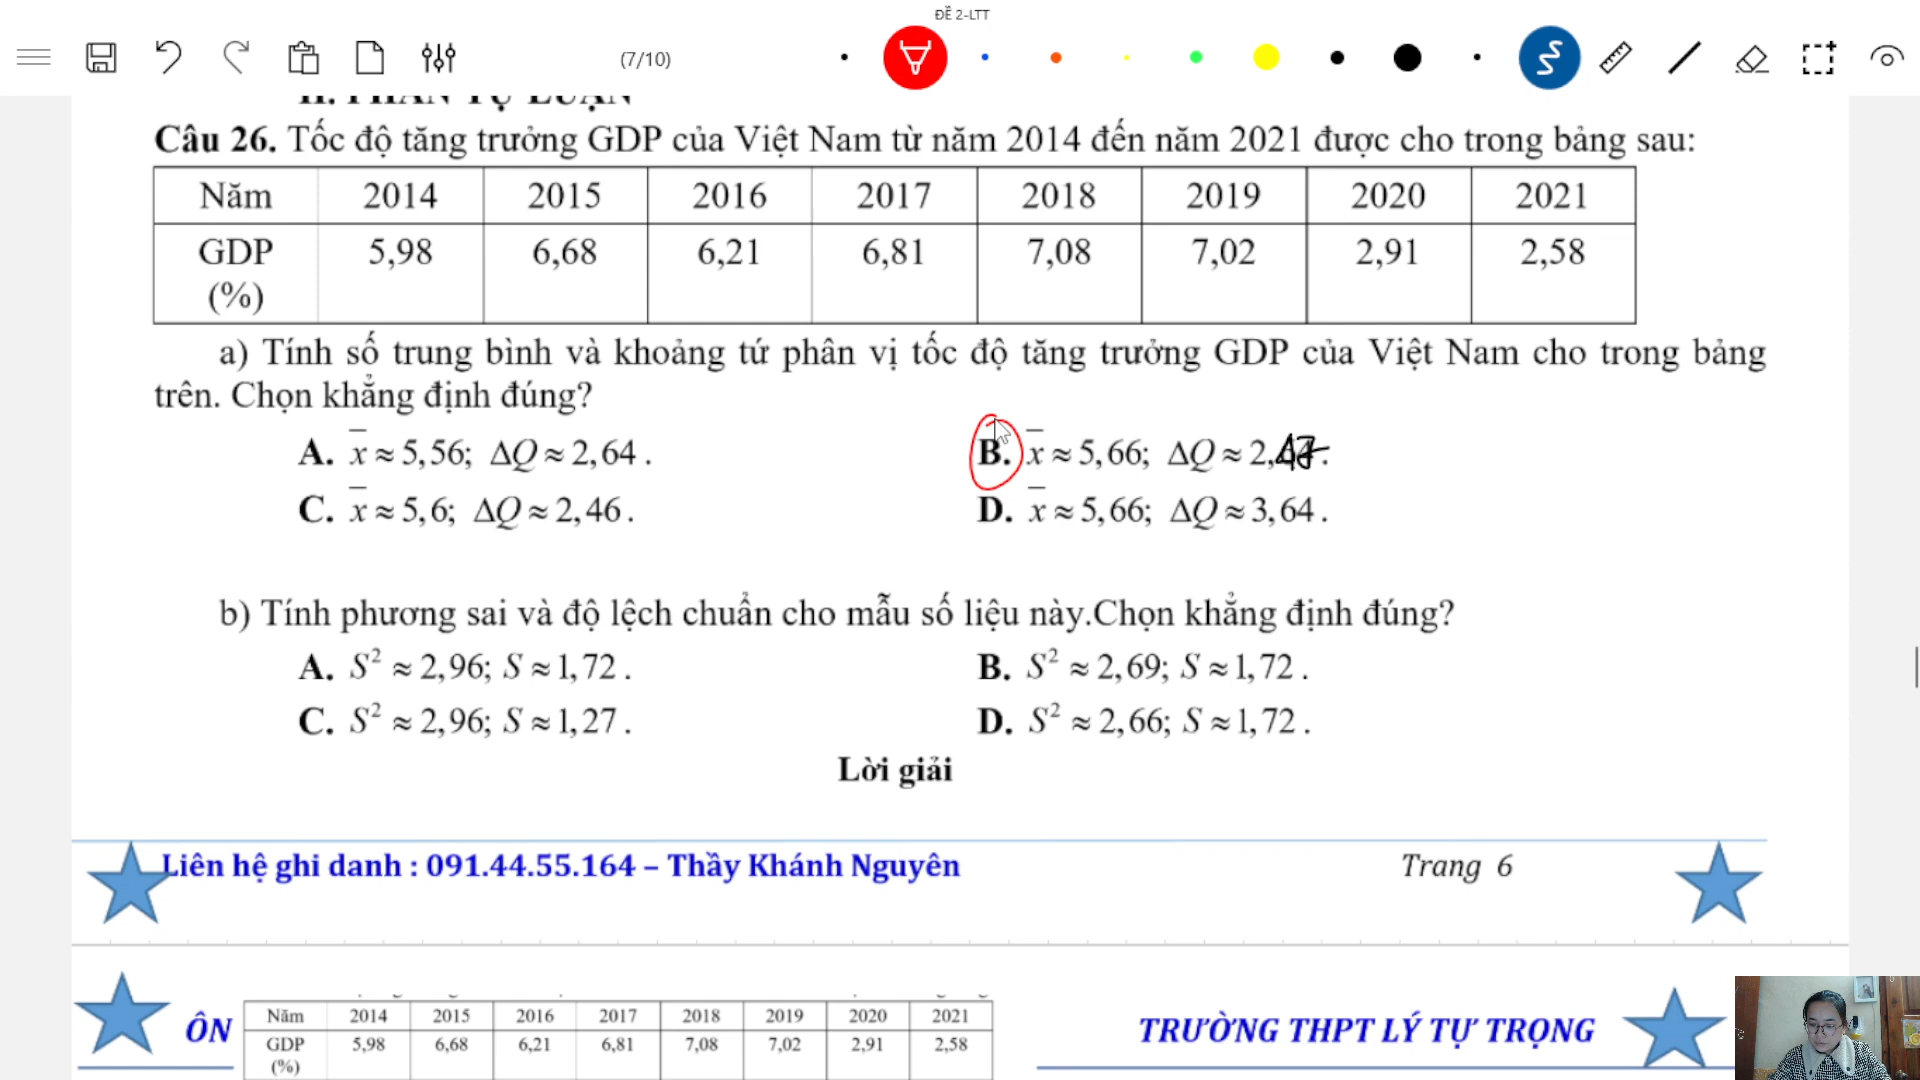 ĐỀ 2-LTT
(7/10)
II. PHẦN TỰ LUẬN
Câu 26. Tốc độ tăng trưởng GDP của Việt Nam từ năm 2014 đến năm 2021 được cho trong bảng sau:
Năm 2014 2015 2016 2017 2018 2019 2020 2021
GDP (%) 5,98 6,68 6,21 6,81 7,08 7,02 2,91 2,58
a) Tính số trung bình và khoảng tứ phân vị tốc độ tăng trưởng GDP của Việt Nam cho trong bảng
trên. Chọn khẳng định đúng?
A. x̅ ≈ 5,56; ΔQ ≈ 2,64.
B. x̅ ≈ 5,66; ΔQ ≈ 2,
C. x̅ ≈ 5,6; ΔQ ≈ 2,46.
D. x̅ ≈ 5,66; ΔQ ≈ 3,64.
b) Tính phương sai và độ lệch chuẩn cho mẫu số liệu này.Chọn khẳng định đúng?
A. S² ≈ 2,96; S ≈ 1,72.
B. S² ≈ 2,69; S ≈ 1,72.
C. S² ≈ 2,96; S ≈ 1,27.
D. S² ≈ 2,66; S ≈ 1,72.
Lời giải
Liên hệ ghi danh : 091.44.55.164 – Thầy Khánh Nguyên
Trang 6
ÔN
Năm 2014 2015 2016 2017 2018 2019 2020 2021
GDP (%) 5,98 6,68 6,21 6,81 7,08 7,02 2,91 2,58
TRƯỜNG THPT LÝ TỰ TRỌNG